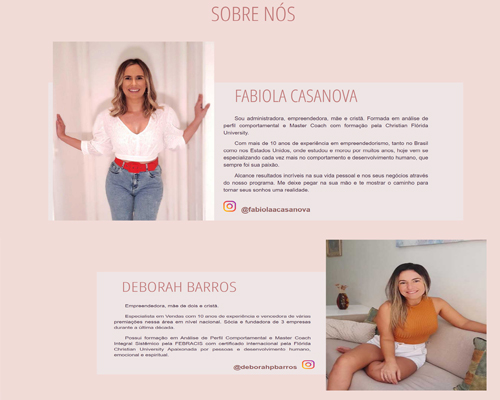 SOBRE NÓS
FABIOLA CASANOVA
Sou administradora, empreendedora, mãe e cristã. Formada em análise de
perfil comportamental e Master Coach com formação pela Christian Flórida
University.
Com mais de 10 anos de experiência em empreendedorismo, tanto no Brasil
como nos Estados Unidos, onde estudou e morou por muitos anos, hoje vem se
especializando cada vez mais no comportamento e desenvolvimento humano, que
sempre foi sua paixão.
Alcance resultados incríveis na sua vida pessoal e nos seus negócios através
do nosso programa. Me deixe pegar na sua mão e te mostrar o caminho para
tornar seus sonhos uma realidade.
@fabiolaacasanova
DEBORAH BARROS
Empreendedora, mãe de dois e cristã.
Especialista em Vendas com 10 anos de experiência e vencedora de várias
premiações nessa área em nível nacional. Sócia e fundadora de 3 empresas
durante a última década.
Possui formação em Análise de Perfil Comportamental a Master Coach
Integral Sistêmico pela FEBRACIS com certificado internacional pela Flórida
Christian University Apaixonada por pessoas e desenvolvimento humano,
emocional e espiritual.
@deborahpbarros